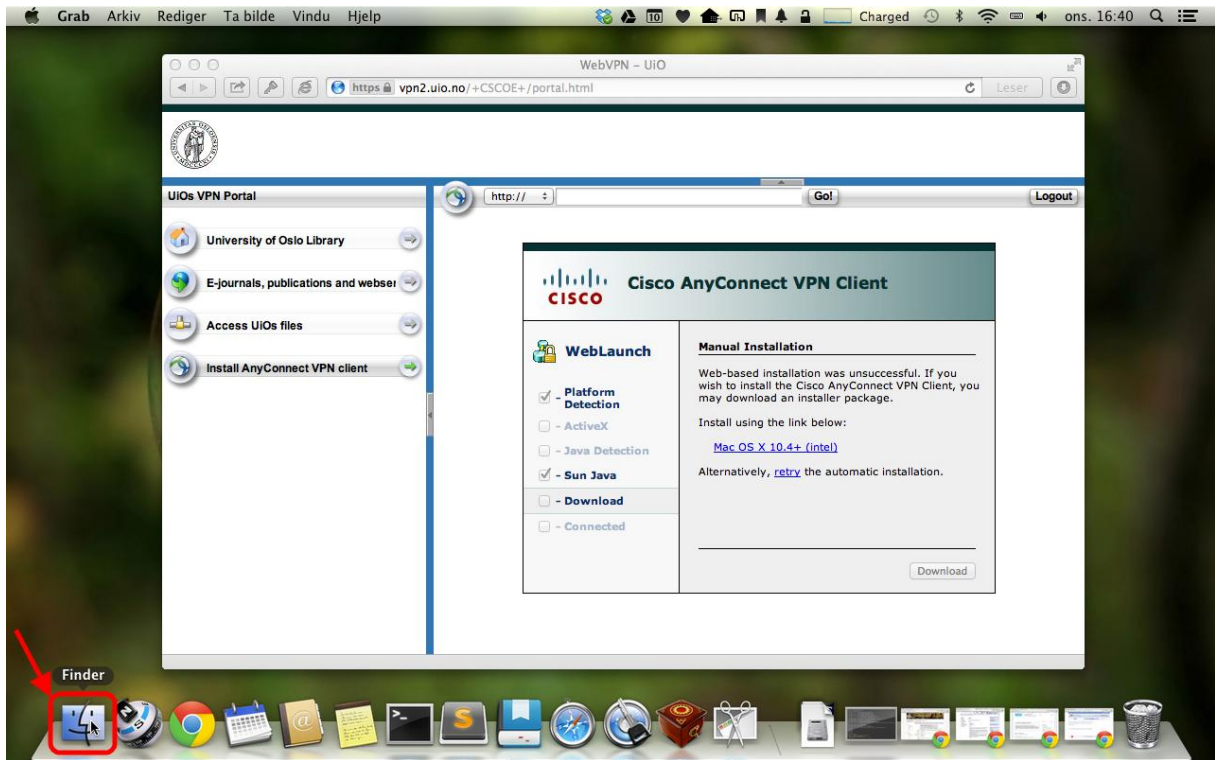 Grab Arkiv Rediger Ta bilde Vindu Hjelp 10 Charged ons. 16:40
WebVPN – UiO
https vpn2.uio.no/+CSCOE+/portal.html Leser
UiOs VPN Portal
http:// Go! Logout
University of Oslo Library
E-journals, publications and webser
Access UiOs files
Install AnyConnect VPN client
CISCO
Cisco AnyConnect VPN Client
WebLaunch
- Platform
Detection
- ActiveX
- Java Detection
- Sun Java
- Download
- Connected
Manual Installation
Web-based installation was unsuccessful. If you
wish to install the Cisco AnyConnect VPN Client, you
may download an installer package.
Install using the link below:
Mac OS X 10.4+ (intel)
Alternatively, retry the automatic installation.
Download
Finder